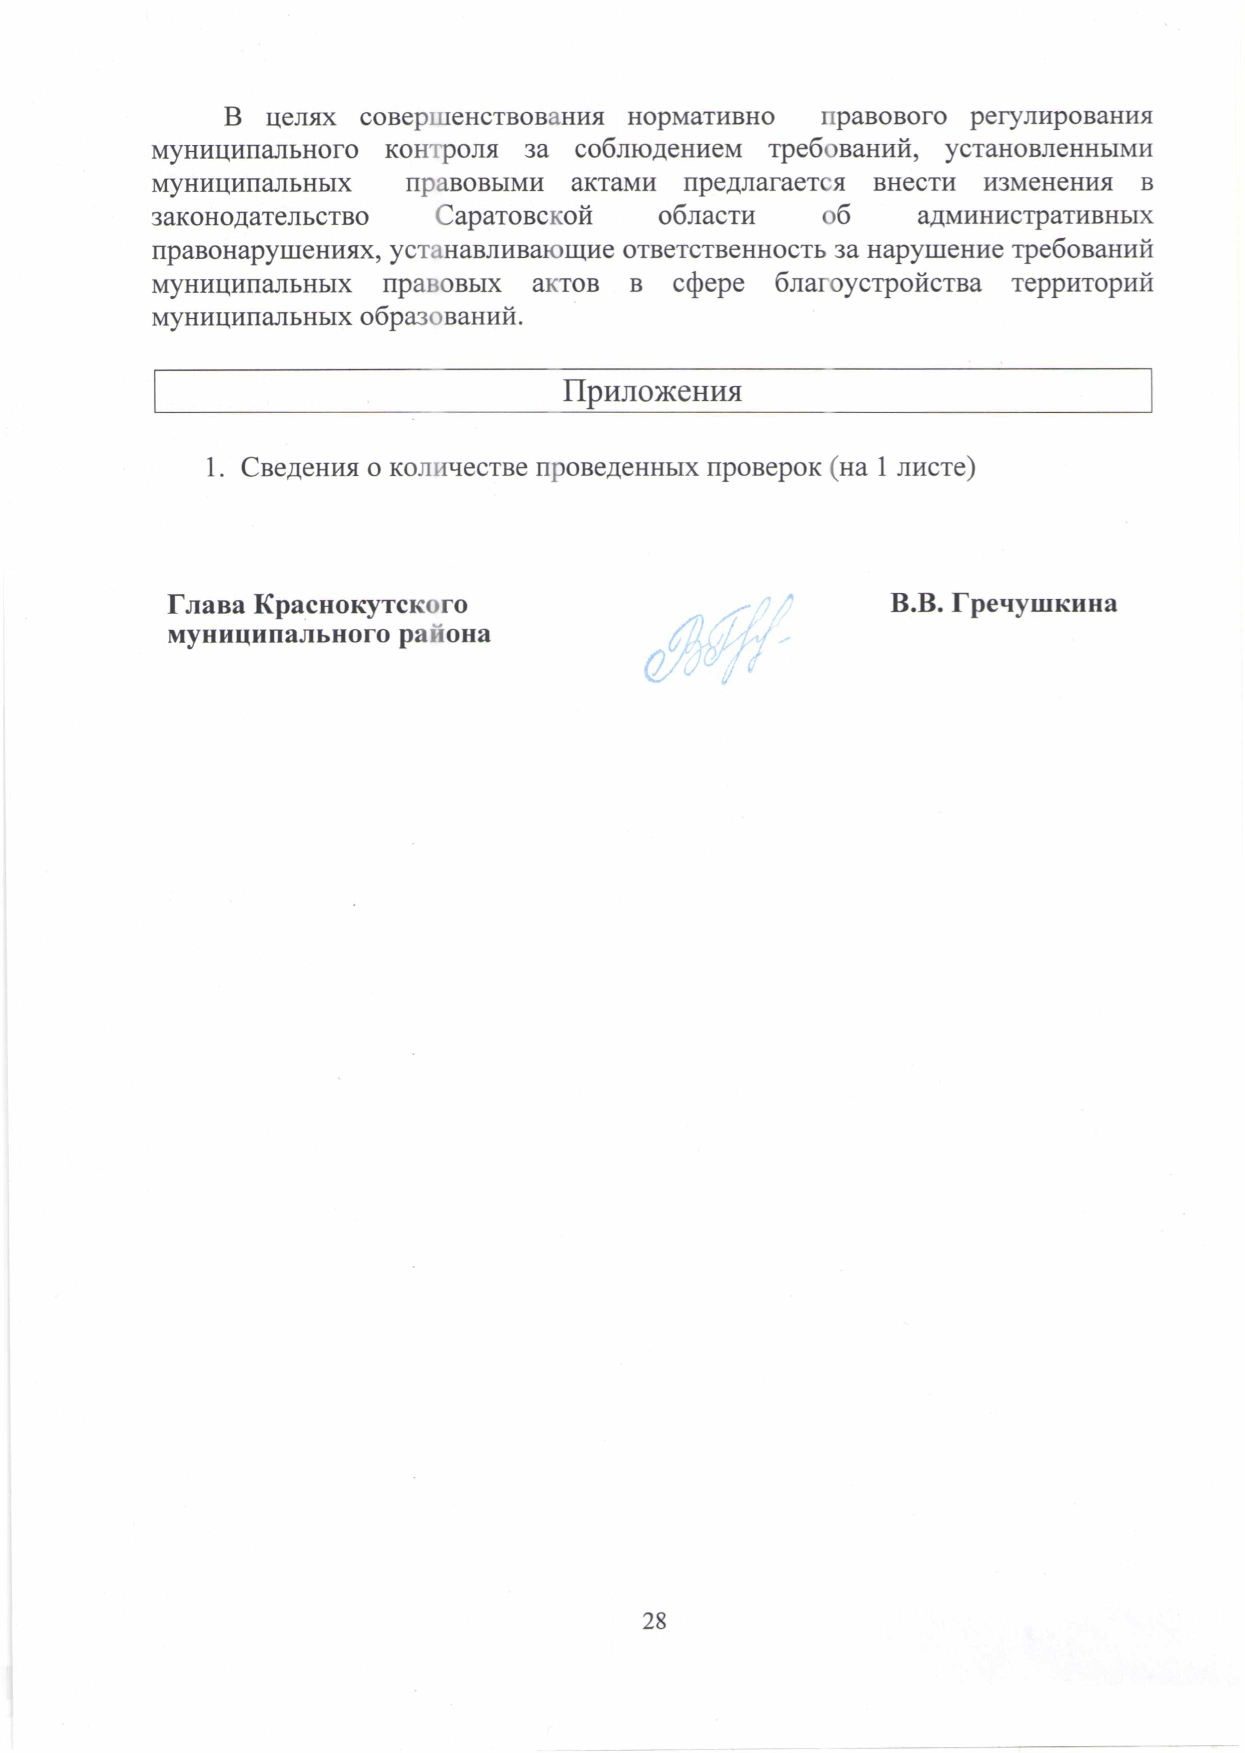 В целях совершенствования нормативно правового регулирования
муниципального контроля за соблюдением требований, установленными
муниципальных правовыми актами предлагается внести изменения в
законодательство Саратовской области об административных
правонарушениях, устанавливающие ответственность за нарушение требований
муниципальных правовых актов в сфере благоустройства территорий
муниципальных образований.
Приложения
1. Сведения о количестве проведенных проверок (на 1 листе)
Глава Краснокутского
муниципального района
В.В. Гречушкина
28